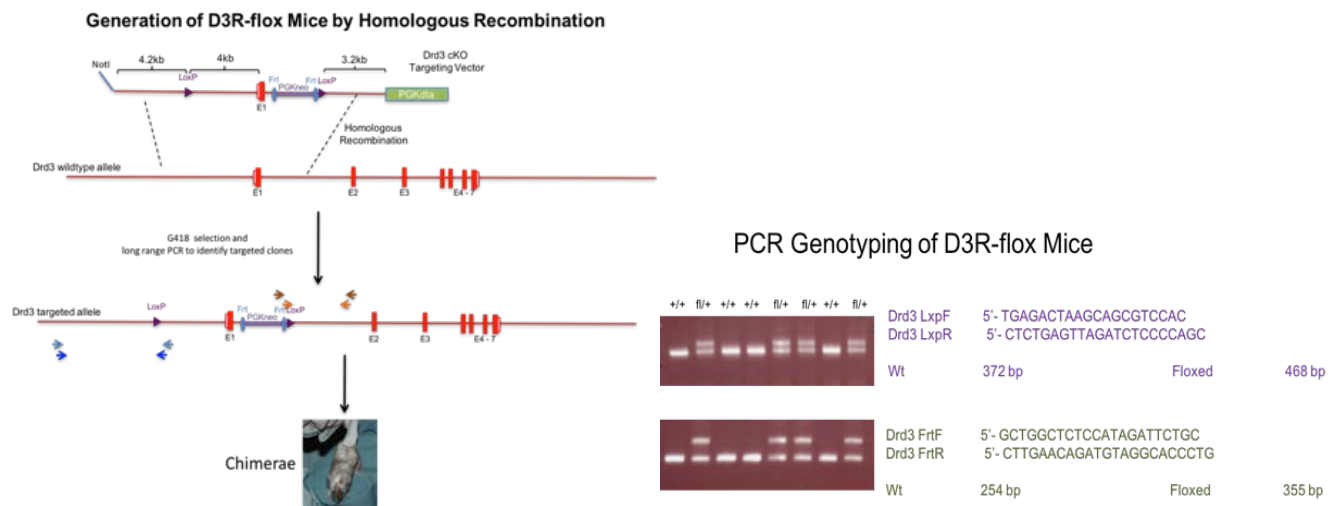 Generation of D3R-flox Mice by Homologous Recombination
NotI
4.2kb
4kb
3.2kb
Drd3 cKO
Targeting Vector
LoxP
Frt
Frt
LoxP
PGKneo
PGKdta
E1
Homologous
Recombination
Drd3 wildtype allele
E1
E2
E3
E4 - 7
G418 selection and
long range PCR to identify targeted clones
Drd3 targeted allele
LoxP
Frt
Frt
LoxP
PGKneo
E1
E2
E3
E4 - 7
Chimerae
PCR Genotyping of D3R-flox Mice
+/+ fl/+ +/+ +/+ fl/+ fl/+ +/+ fl/+
Drd3 LxpF 5'- TGAGACTAAGCAGCGTCCAC
Drd3 LxpR 5'- CTCTGAGTTAGATCTCCCCAGC
Wt 372 bp Floxed 468 bp
Drd3 FrtF 5'- GCTGGCTCTCCATAGATTCTGC
Drd3 FrtR 5'- CTTGAACAGATGTAGGCACCCTG
Wt 254 bp Floxed 355 bp